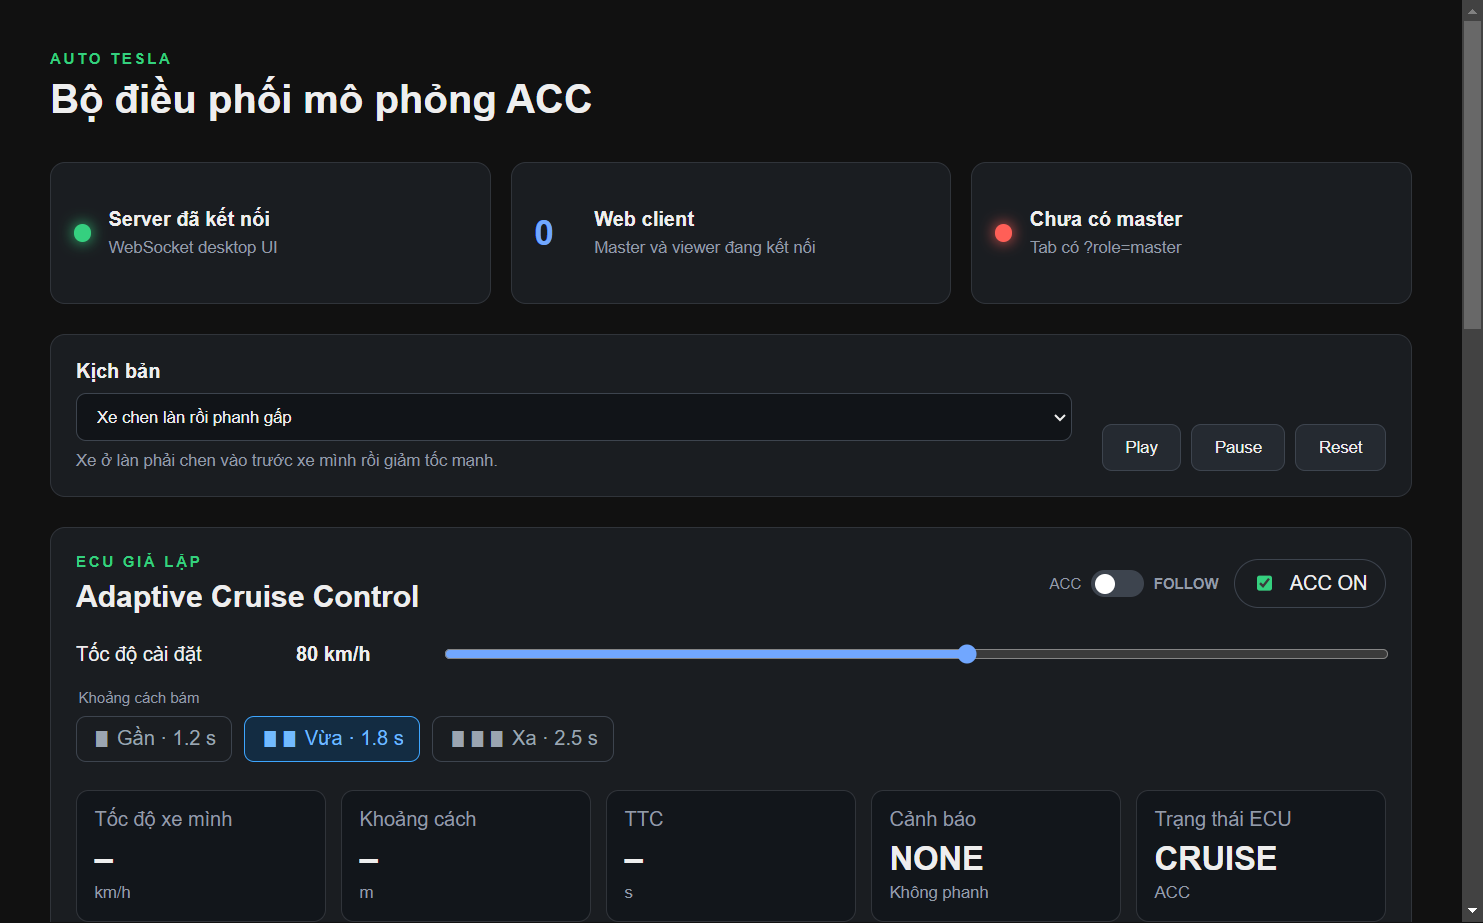 AUTO TESLA
Bộ điều phối mô phỏng ACC
Server đã kết nối
WebSocket desktop UI
0
Web client
Master và viewer đang kết nối
Chưa có master
Tab có ?role=master
Kịch bản
Xe chen làn rồi phanh gấp
Xe ở làn phải chen vào trước xe mình rồi giảm tốc mạnh.
Play
Pause
Reset
ECU GIẢ LẬP
Adaptive Cruise Control
ACC
FOLLOW
ACC ON
Tốc độ cài đặt
80 km/h
Khoảng cách bám
Gần · 1.2 s
Vừa · 1.8 s
Xa · 2.5 s
Tốc độ xe mình
–
km/h
Khoảng cách
–
m
TTC
–
s
Cảnh báo
NONE
Không phanh
Trạng thái ECU
CRUISE
ACC